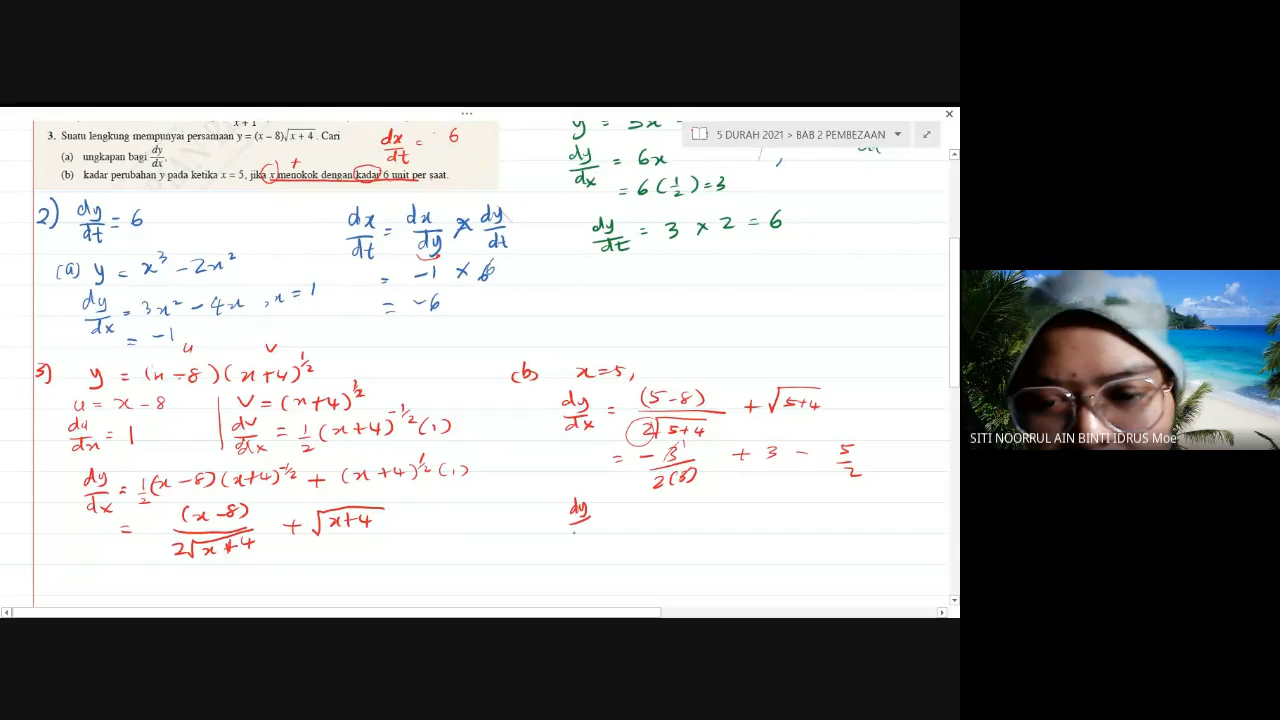 x + 1
3. Suatu lengkung mempunyai persamaan y = (x – 8)√x + 4. Cari
(a) ungkapan bagi dy/dx.
(b) kadar perubahan y pada ketika x = 5, jika x menokok dengan kadar 6 unit per saat.
dx/dt = 6
+
5 DURAH 2021 > BAB 2 PEMBEZAAN
dy/dx = 6x
= 6(1/2) = 3
dy/dt = 3 × 2 = 6
2) dy/dt = 6
(a) y = x³ – 2x²
dy/dx = 3x² – 4x, x = 1
= –1
dx/dt = dx/dy × dy/dt
= –1 × 6
= –6
3) y = (x – 8)(x+4)^1/2
u v
u = x – 8
du/dx = 1
v = (x+4)^1/2
dv/dx = 1/2 (x+4)^-1/2 (1)
dy/dx = 1/2 (x–8)(x+4)^-1/2 + (x+4)^1/2 (1)
= (x–8)/2√x+4 + √x+4
(b) x = 5,
dy/dx = (5–8)/2√5+4 + √5+4
= –3/2(3) + 3 – 5/2
1
dy
SITI NOORRUL AIN BINTI IDRUS Moe